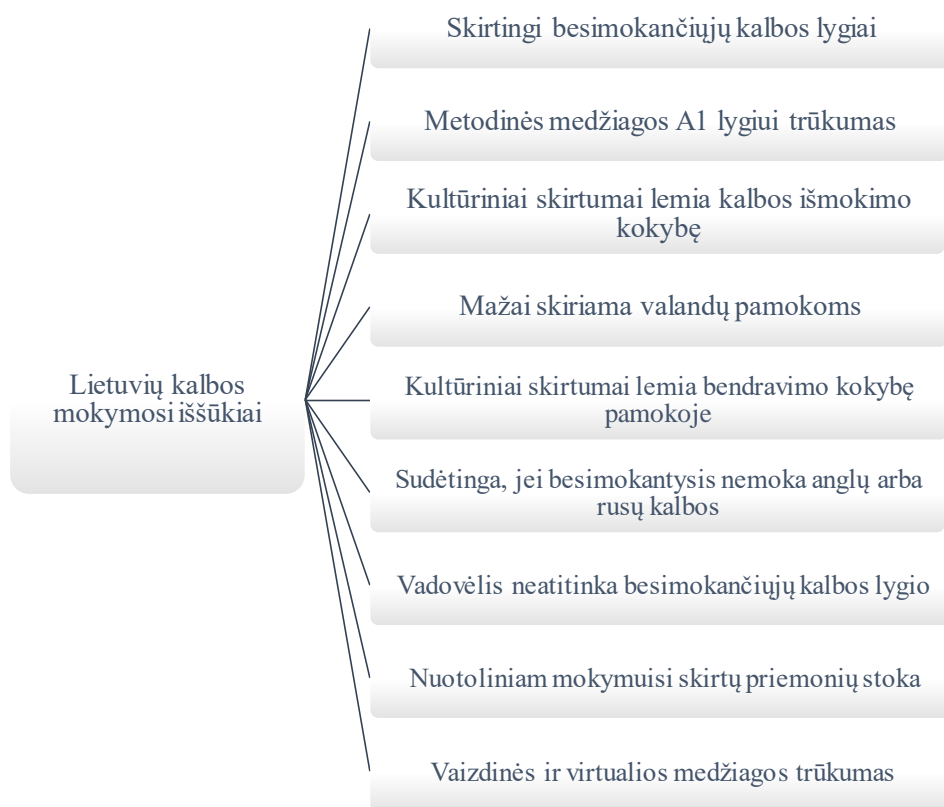 Lietuvių kalbos
mokymosi iššūkiai
Skirtingi besimokančiųjų kalbos lygiai
Metodinės medžiagos A1 lygiui trūkumas
Kultūriniai skirtumai lemia kalbos išmokimo
kokybę
Mažai skiriama valandų pamokoms
Kultūriniai skirtumai lemia bendravimo kokybę
pamokoje
Sudėtinga, jei besimokantysis nemoka anglų arba
rusų kalbos
Vadovėlis neatitinka besimokančiųjų kalbos lygio
Nuotoliniam mokymuisi skirtų priemonių stoka
Vaizdinės ir virtualios medžiagos trūkumas